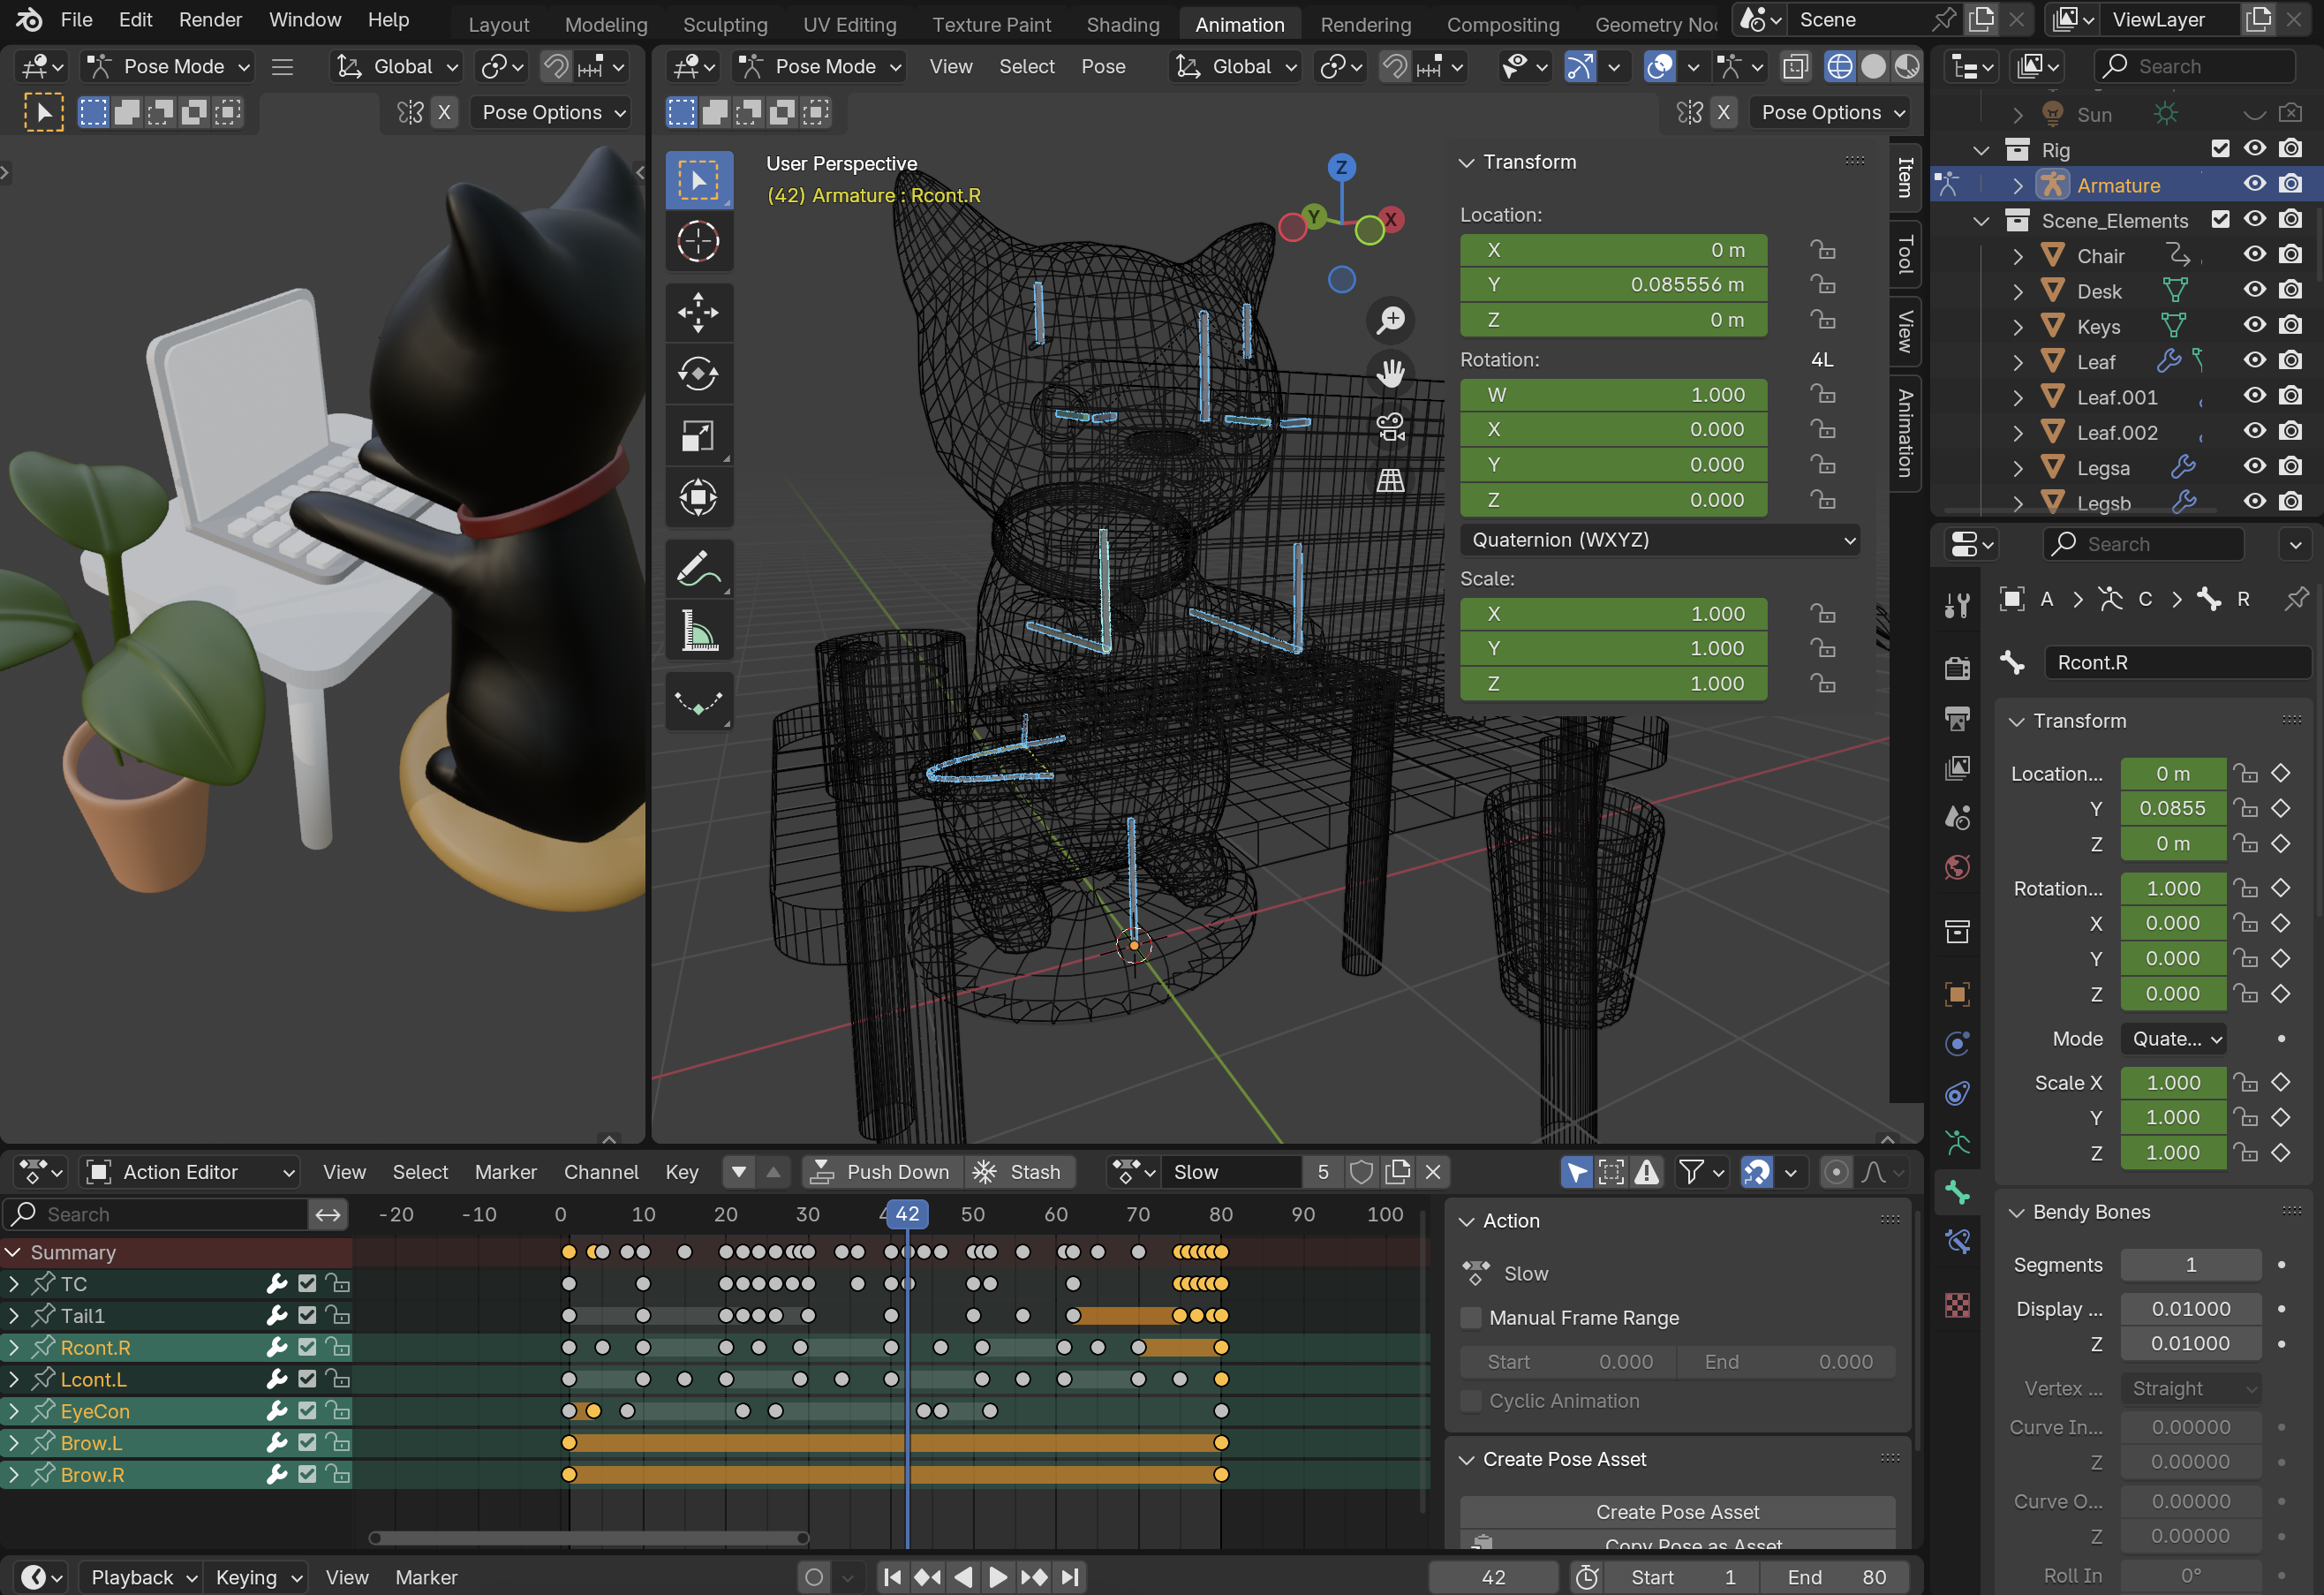 File Edit Render Window Help Layout Modeling Sculpting UV Editing Texture Paint Shading Animation Rendering Compositing Scene ViewLayer
Pose Mode Global
X Pose Options
Pose Mode View Select Pose Global
X Pose Options
User Perspective
(42) Armature : Rcont.R
Z
Y X
Transform
Location:
X 0 m
Y 0.085556 m
Z 0 m
Rotation: 4L
W 1.000
X 0.000
Y 0.000
Z 0.000
Quaternion (WXYZ)
Scale:
X 1.000
Y 1.000
Z 1.000
Item
Tool
View
Animation
Search
Sun
Rig
Armature
Scene_Elements
Chair
Desk
Keys
Leaf
Leaf.001
Leaf.002
Legsa
Legsb
Search
A C R
Rcont.R
Transform
Location... 0 m
Y 0.0855
Z 0 m
Rotation... 1.000
X 0.000
Y 0.000
Z 0.000
Mode Quate...
Scale X 1.000
Y 1.000
Z 1.000
Bendy Bones
Segments 1
Display ... 0.01000
Z 0.01000
Vertex ... Straight
Curve In... 0.00000
Z 0.00000
Curve O... 0.00000
Z 0.00000
Roll In 0°
Action Editor View Select Marker Channel Key Push Down Stash Slow 5
Search
-20 -10 0 10 20 30 42 50 60 70 80 90 100
Summary
TC
Tail1
Rcont.R
Lcont.L
EyeCon
Brow.L
Brow.R
Action
Slow
Manual Frame Range
Start 0.000 End 0.000
Cyclic Animation
Create Pose Asset
Create Pose Asset
Copy Pose as Asset
Playback Keying View Marker 42 Start 1 End 80